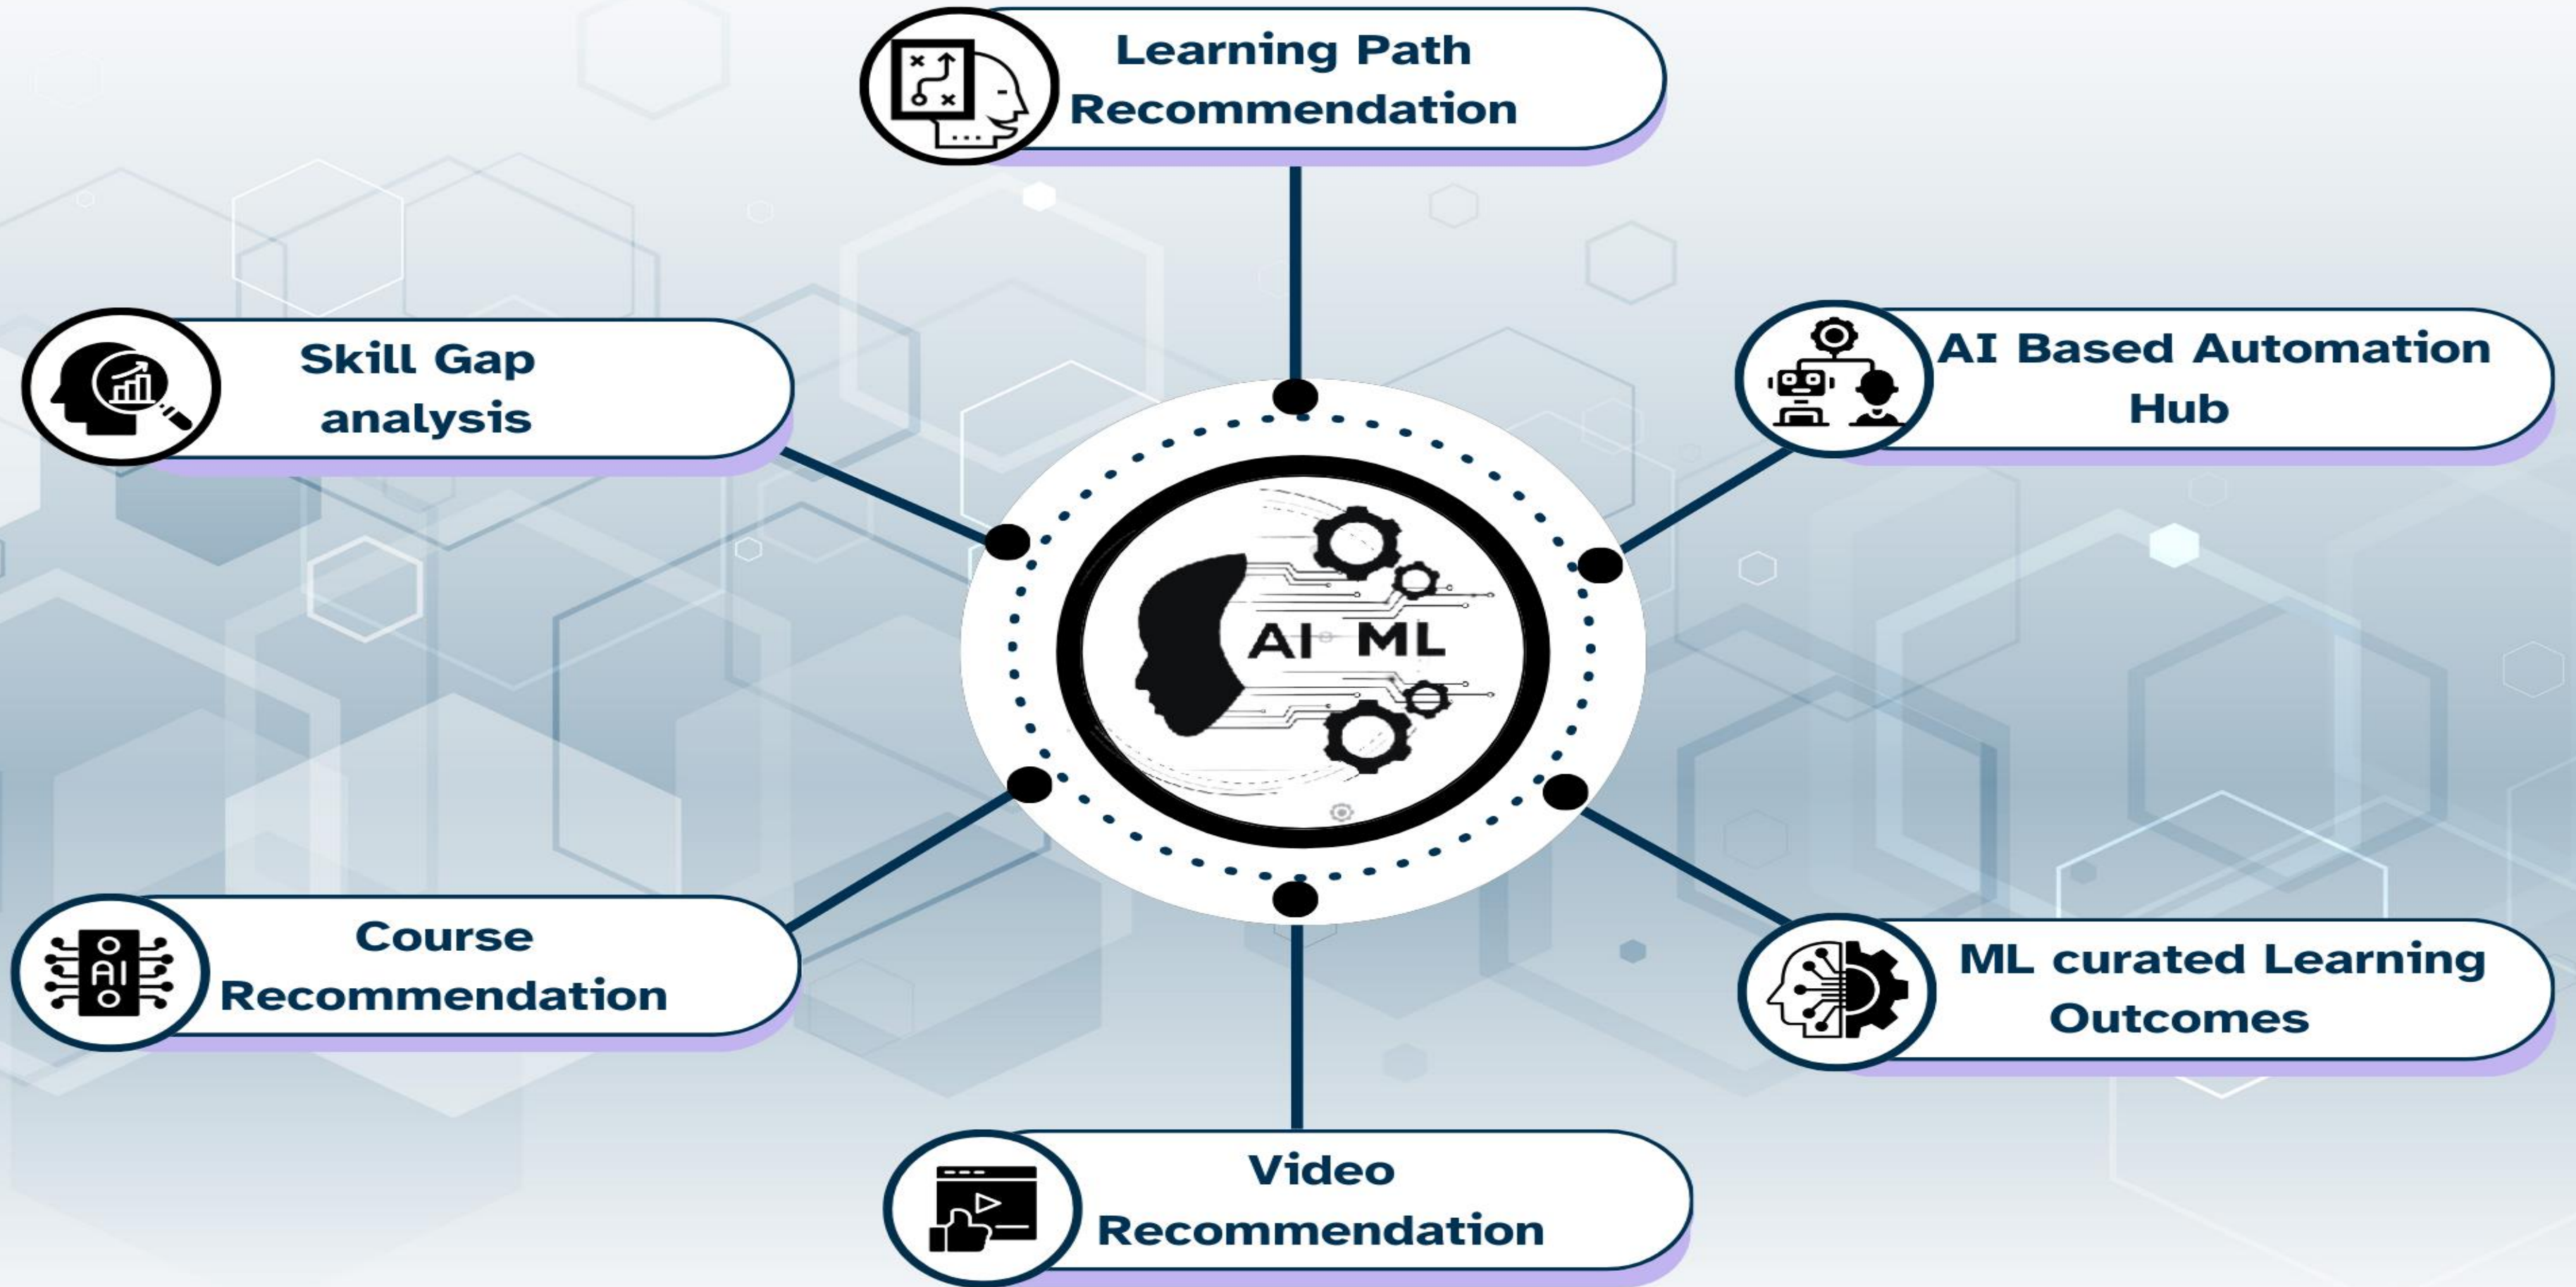 Learning Path
Recommendation
Skill Gap
analysis
AI Based Automation
Hub
AI ML
Course
Recommendation
AI
ML curated Learning
Outcomes
Video
Recommendation